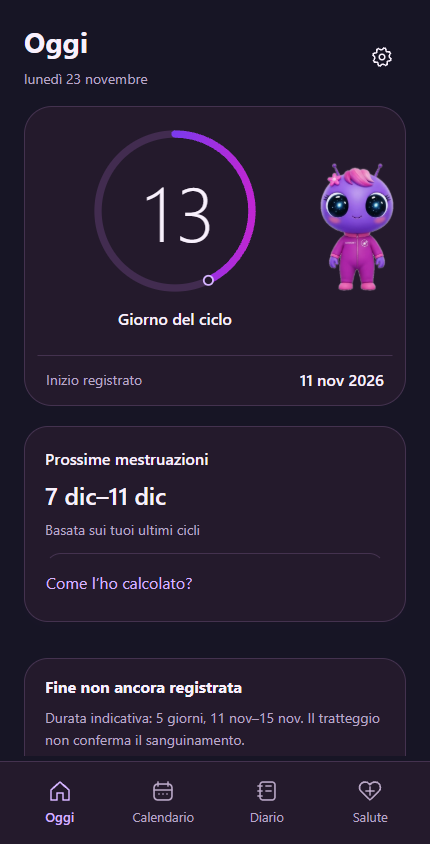 Oggi
lunedì 23 novembre
13
Giorno del ciclo
Inizio registrato
11 nov 2026
Prossime mestruazioni
7 dic–11 dic
Basata sui tuoi ultimi cicli
Come l’ho calcolato?
Fine non ancora registrata
Durata indicativa: 5 giorni, 11 nov–15 nov. Il tratteggio
non conferma il sanguinamento.
Oggi
Calendario
Diario
Salute